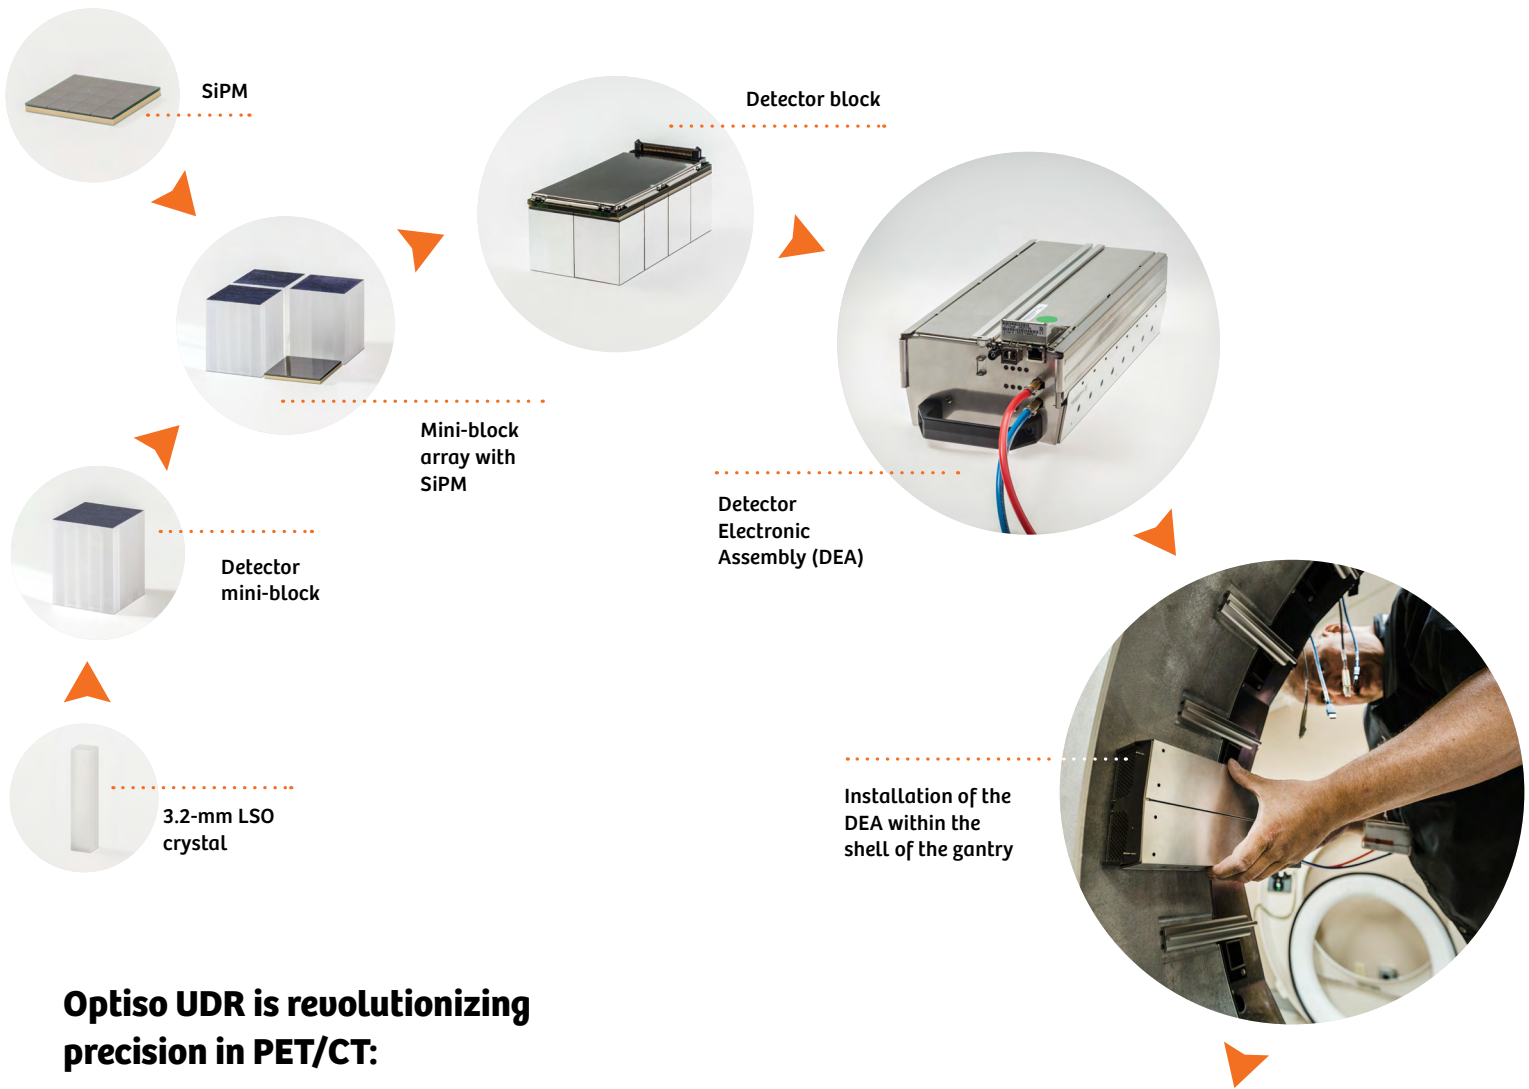 SiPM
Detector block
Mini-block
array with
SiPM
Detector
Electronic
Assembly (DEA)
Detector
mini-block
3.2-mm LSO
crystal
Installation of the
DEA within the
shell of the gantry
Optiso UDR is revolutionizing
precision in PET/CT: